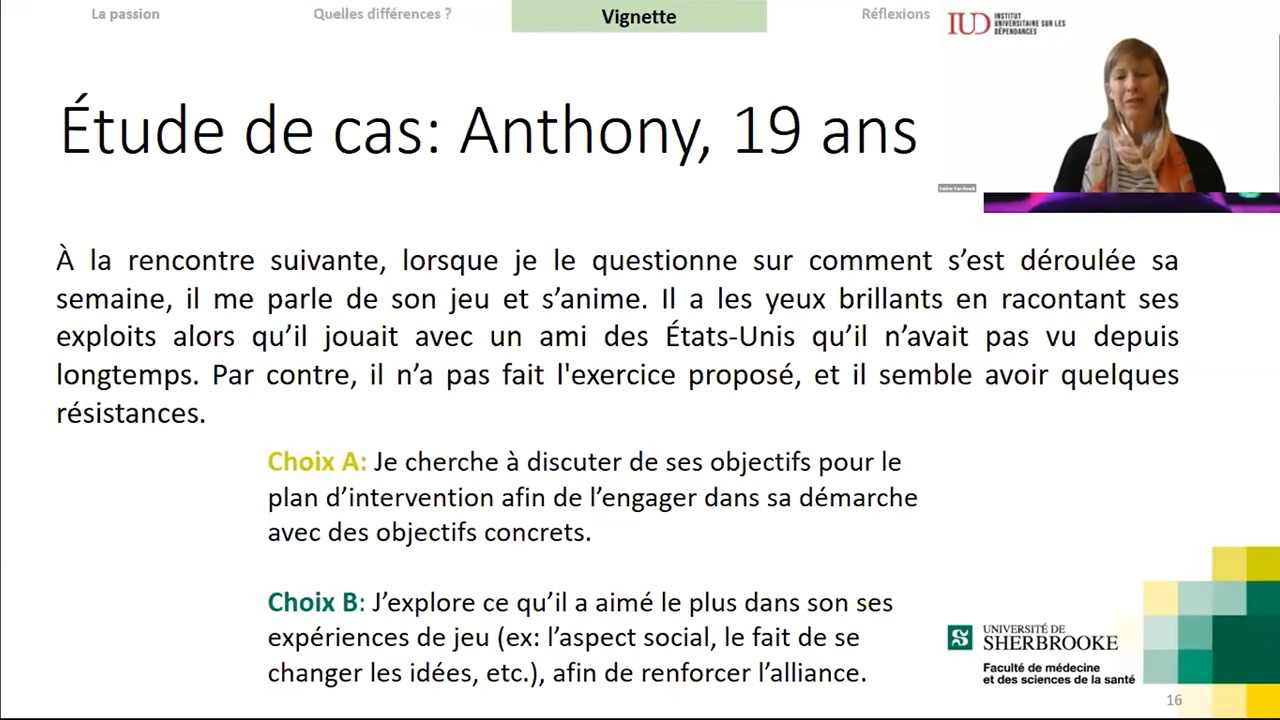 La passion
Quelles différences ?
Vignette
Réflexions
IUD
INSTITUT
UNIVERSITAIRE SUR LES
DÉPENDANCES
Étude de cas: Anthony, 19 ans
À la rencontre suivante, lorsque je le questionne sur comment s’est déroulée sa
semaine, il me parle de son jeu et s’anime. Il a les yeux brillants en racontant ses
exploits alors qu’il jouait avec un ami des États-Unis qu’il n’avait pas vu depuis
longtemps. Par contre, il n’a pas fait l'exercice proposé, et il semble avoir quelques
résistances.
Choix A: Je cherche à discuter de ses objectifs pour le
plan d’intervention afin de l’engager dans sa démarche
avec des objectifs concrets.
Choix B: J’explore ce qu’il a aimé le plus dans son ses
expériences de jeu (ex: l’aspect social, le fait de se
changer les idées, etc.), afin de renforcer l’alliance.
UNIVERSITÉ DE
SHERBROOKE
Faculté de médecine
et des sciences de la santé
16